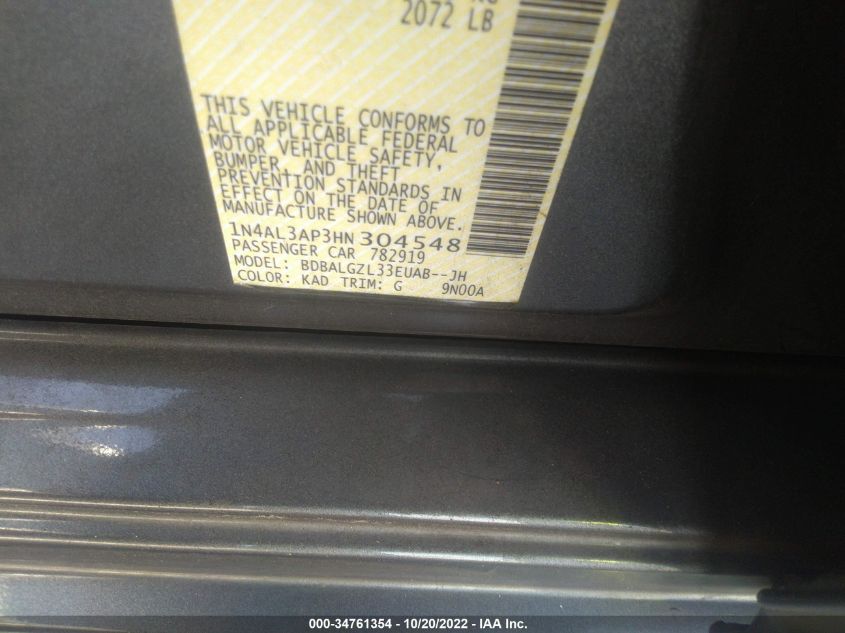 2072 LB
THIS VEHICLE CONFORMS TO
ALL APPLICABLE FEDERAL
MOTOR VEHICLE SAFETY,
BUMPER, AND THEFT
PREVENTION STANDARDS IN
EFFECT ON THE DATE OF
MANUFACTURE SHOWN ABOVE.
1N4AL3AP3HN304548
PASSENGER CAR 782919
MODEL: BDBALGZL33EUAB--JH
COLOR: KAD TRIM: G 9N00A
000-34761354 - 10/20/2022 - IAA Inc.